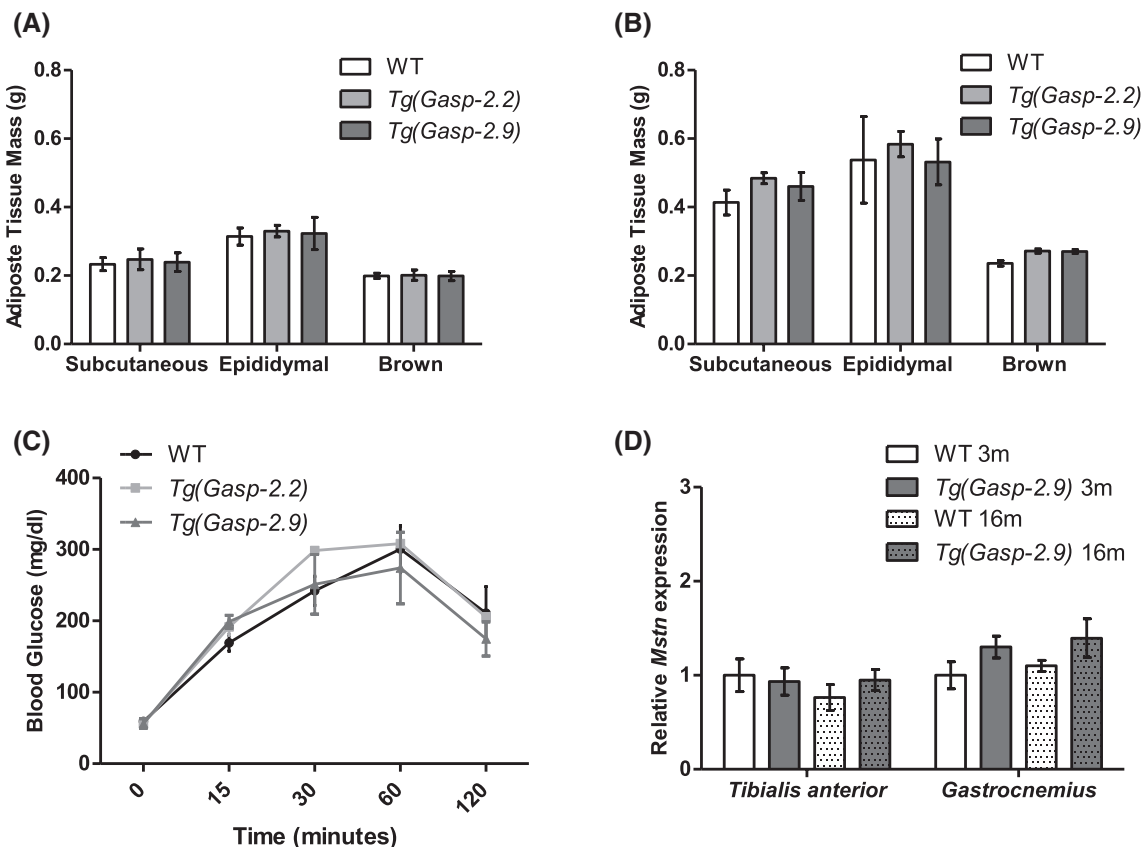 (A)
WT
Tg(Gasp-2.2)
Tg(Gasp-2.9)
Adiposte Tissue Mass (g)
0.8
0.6
0.4
0.2
0.0
Subcutaneous Epididymal Brown
(B)
WT
Tg(Gasp-2.2)
Tg(Gasp-2.9)
Adiposte Tissue Mass (g)
0.8
0.6
0.4
0.2
0.0
Subcutaneous Epididymal Brown
(C)
WT
Tg(Gasp-2.2)
Tg(Gasp-2.9)
Blood Glucose (mg/dl)
400
300
200
100
0
0 15 30 60 120
Time (minutes)
(D)
WT 3m
Tg(Gasp-2.9) 3m
WT 16m
Tg(Gasp-2.9) 16m
Relative Mstn expression
3
2
1
0
Tibialis anterior Gastrocnemius